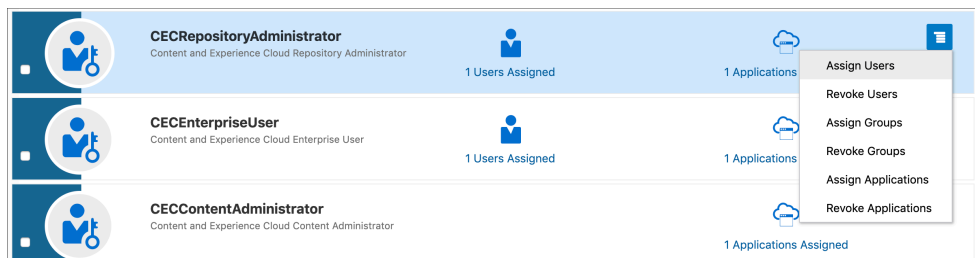 CECRepositoryAdministrator
Content and Experience Cloud Repository Administrator
1 Users Assigned
1 Applications
Assign Users
Revoke Users
Assign Groups
Revoke Groups
Assign Applications
Revoke Applications
CECEnterpriseUser
Content and Experience Cloud Enterprise User
1 Users Assigned
1 Applications
CECContentAdministrator
Content and Experience Cloud Content Administrator
1 Applications Assigned